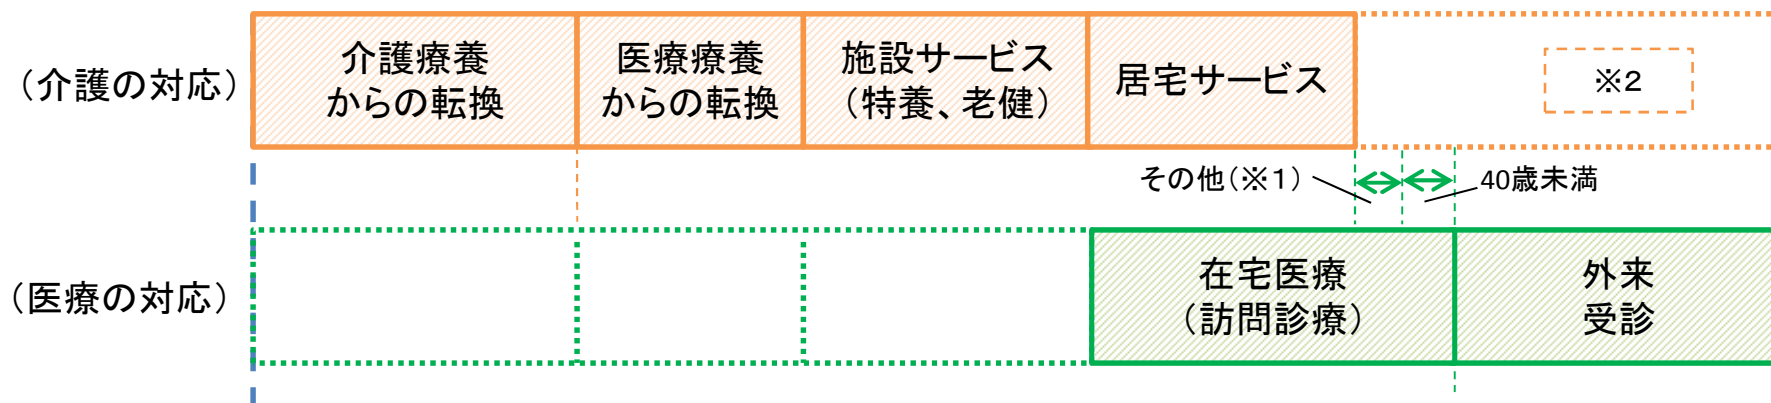 （介護の対応）
介護療養
からの転換
医療療養
からの転換
施設サービス
（特養、老健）
居宅サービス
※2
その他（※1）
40歳未満
（医療の対応）
在宅医療
（訪問診療）
外来
受診